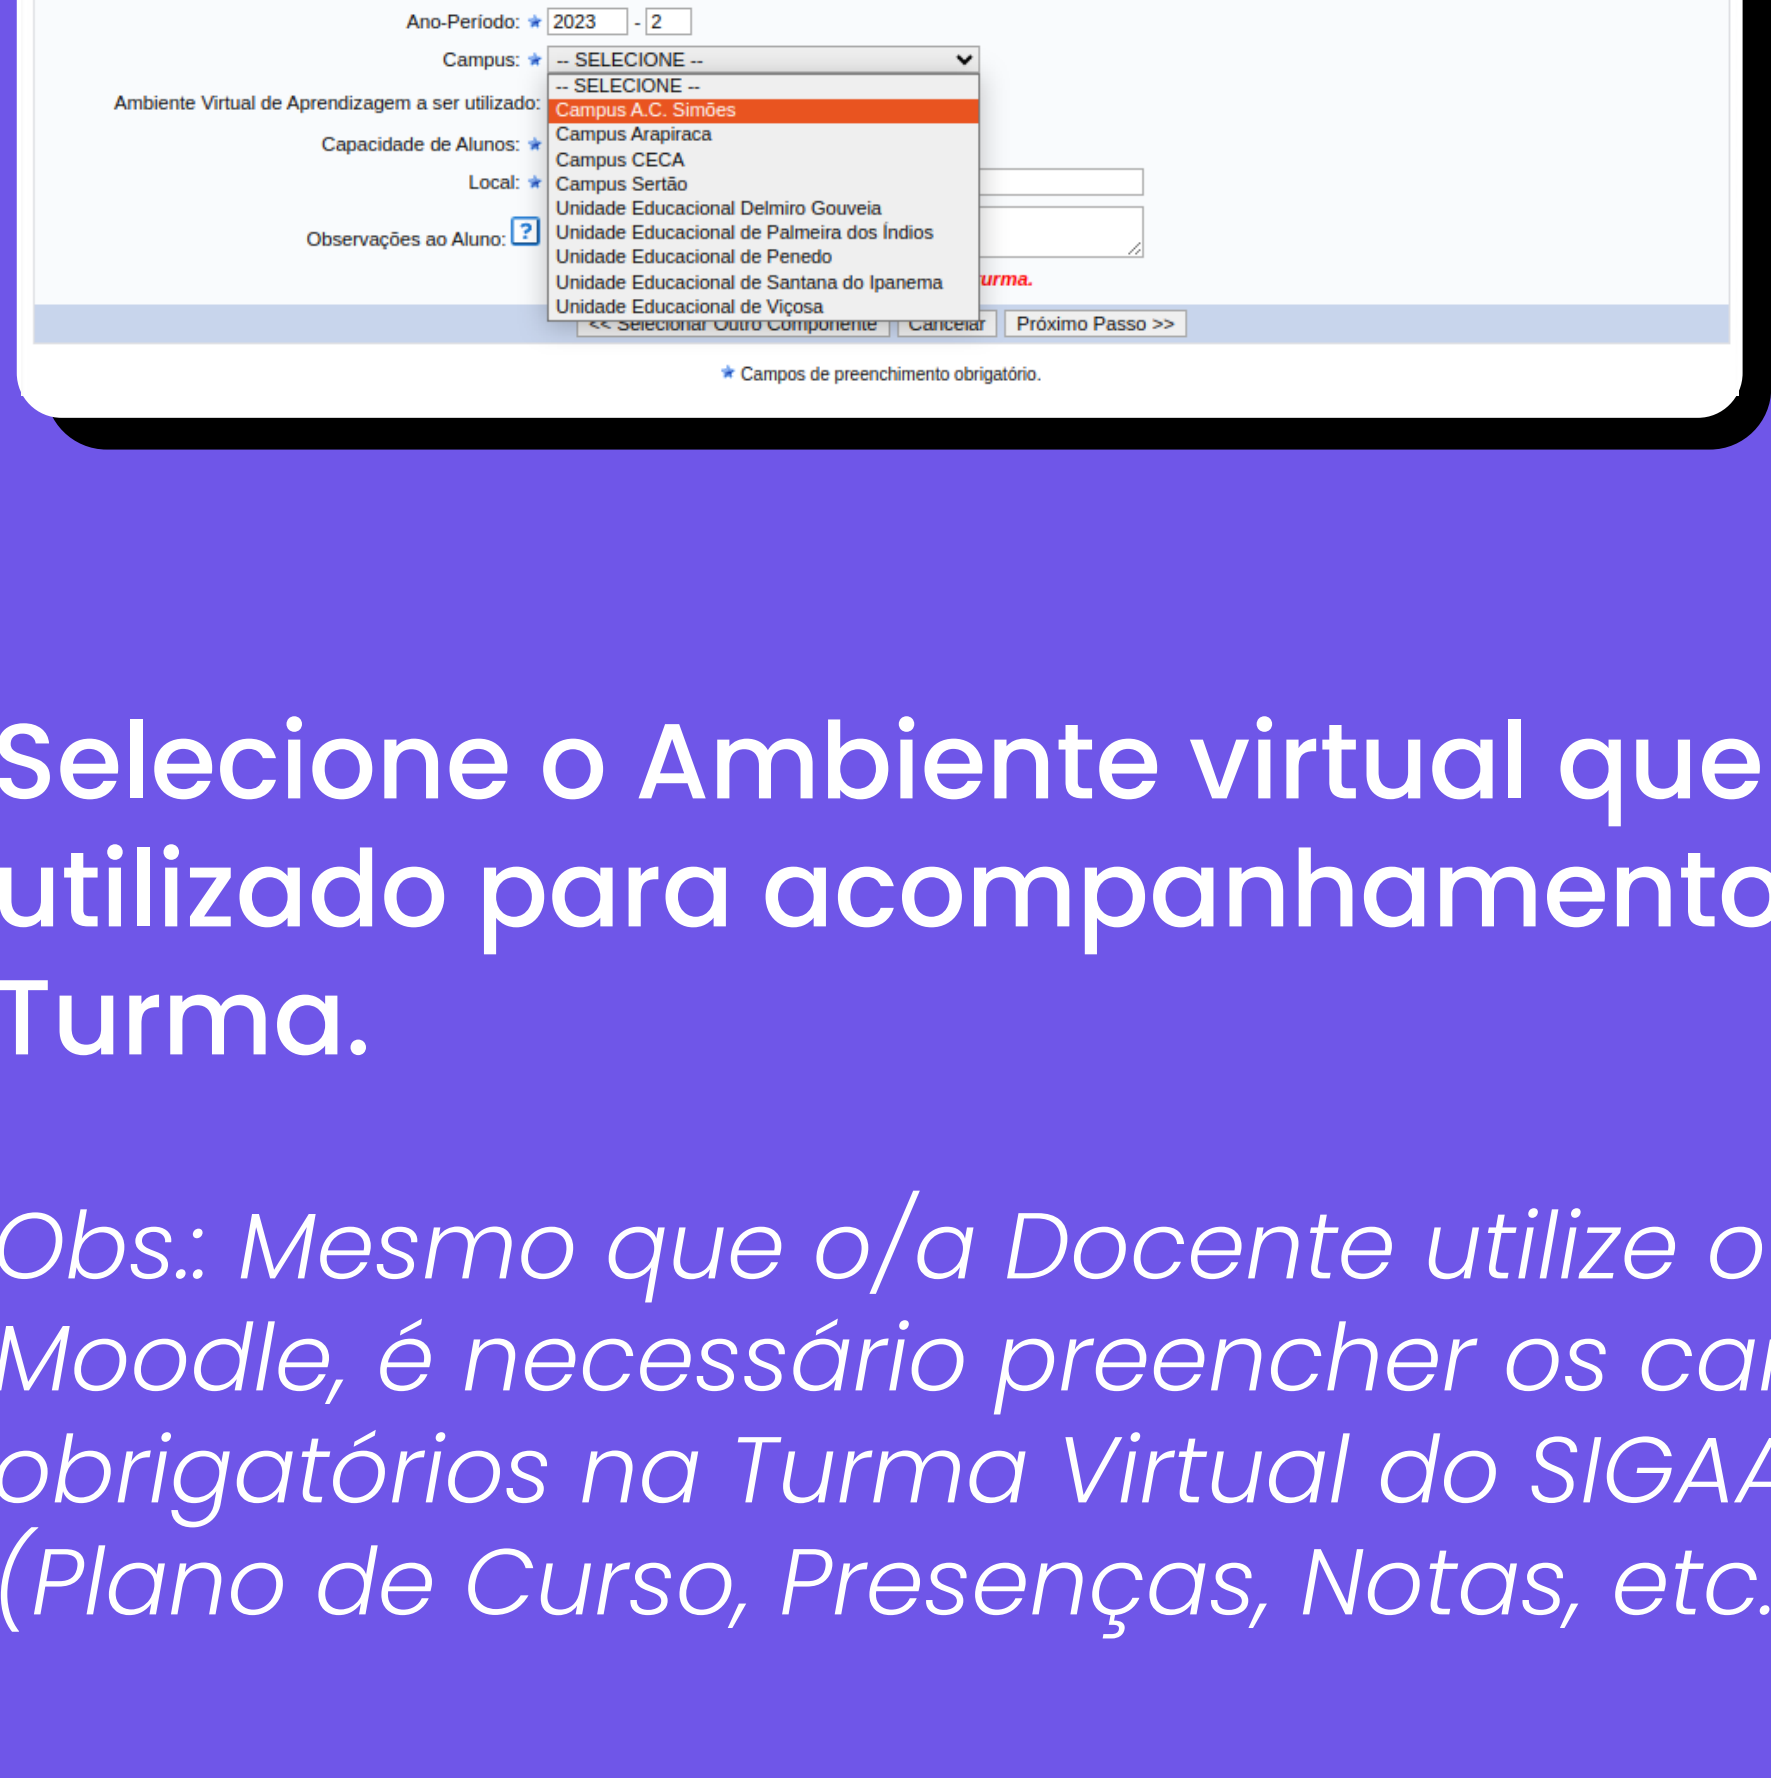 Ano-Período: 2023 - 2
Campus: -- SELECIONE --
-- SELECIONE --
Ambiente Virtual de Aprendizagem a ser utilizado:
Campus A.C. Simões
Campus Arapiraca
Capacidade de Alunos:
Campus CECA
Local:
Campus Sertão
Unidade Educacional Delmiro Gouveia
Observações ao Aluno: ?
Unidade Educacional de Palmeira dos Índios
Unidade Educacional de Penedo
Unidade Educacional de Santana do Ipanema
urma.
Unidade Educacional de Viçosa
<< Selecionar Outro Componente Cancelar Próximo Passo >>
Campos de preenchimento obrigatório.
Selecione o Ambiente virtual que
utilizado para acompanhamento
Turma.
Obs.: Mesmo que o/a Docente utilize o
Moodle, é necessário preencher os
obrigatórios na Turma Virtual do SIGAA
(Plano de Curso, Presenças, Notas, etc.